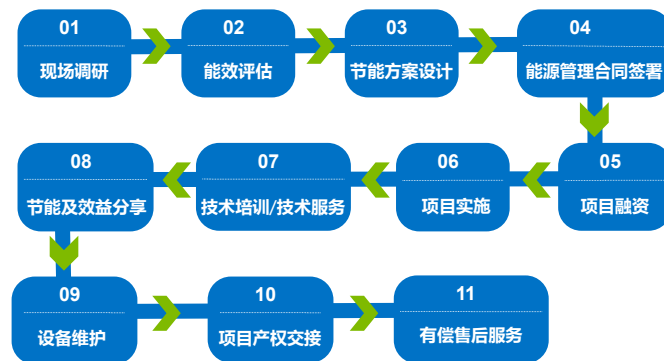 01
现场调研
02
能效评估
03
节能方案设计
04
能源管理合同签署
05
项目融资
06
项目实施
07
技术培训/技术服务
08
节能及效益分享
09
设备维护
10
项目产权交接
11
有偿售后服务